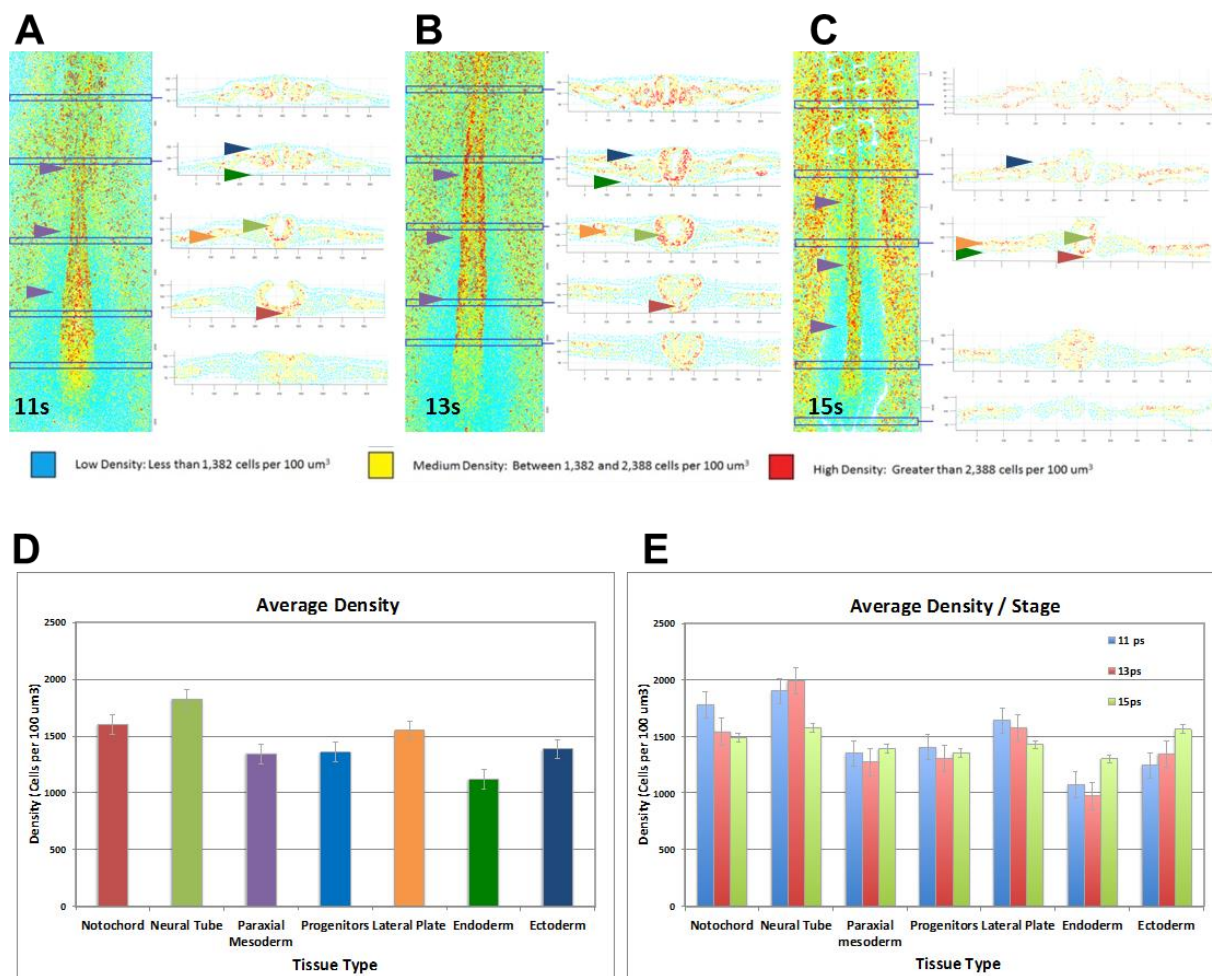 A
B
C
11s
13s
15s
Low Density: Less than 1,382 cells per 100 um³
Medium Density: Between 1,382 and 2,388 cells per 100 um³
High Density: Greater than 2,388 cells per 100 um³
D
E
Average Density
Density (Cells per 100 um3)
2500
2000
1500
1000
500
0
Notochord
Neural Tube
Paraxial
Mesoderm
Progenitors
Lateral Plate
Endoderm
Ectoderm
Tissue Type
Average Density / Stage
11 ps
13ps
15ps
Density (Cells per 100 um3)
2500
2000
1500
1000
500
0
Notochord
Neural Tube
Paraxial
mesoderm
Progenitors
Lateral Plate
Endoderm
Ectoderm
Tissue Type